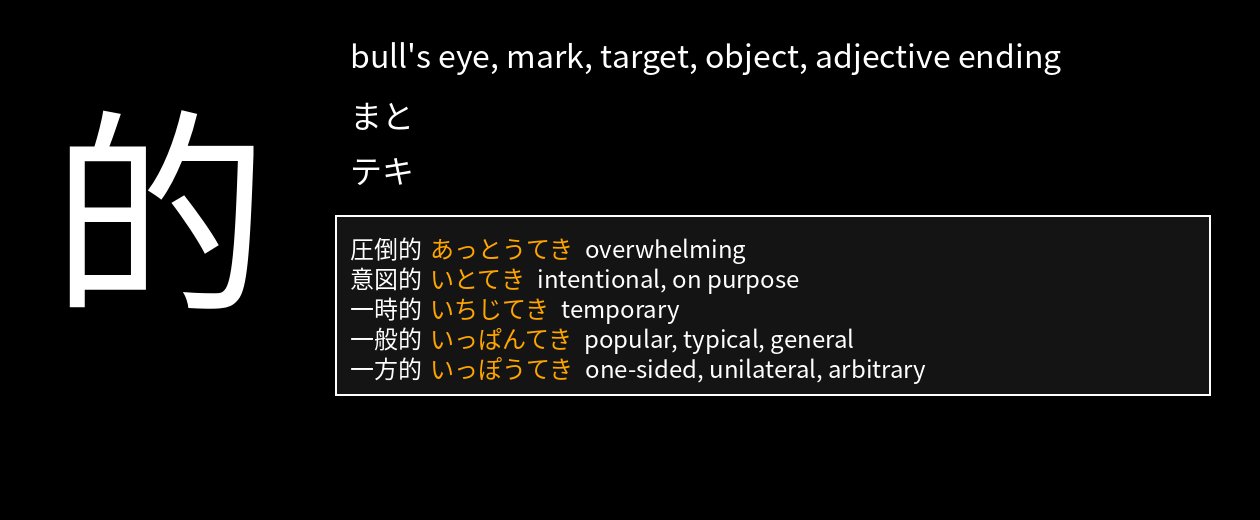 的
bull's eye, mark, target, object, adjective ending
まと
テキ
圧倒的 あっとうてき overwhelming
意図的 いとてき intentional, on purpose
一時的 いちじてき temporary
一般的 いっぱんてき popular, typical, general
一方的 いっぽうてき one-sided, unilateral, arbitrary